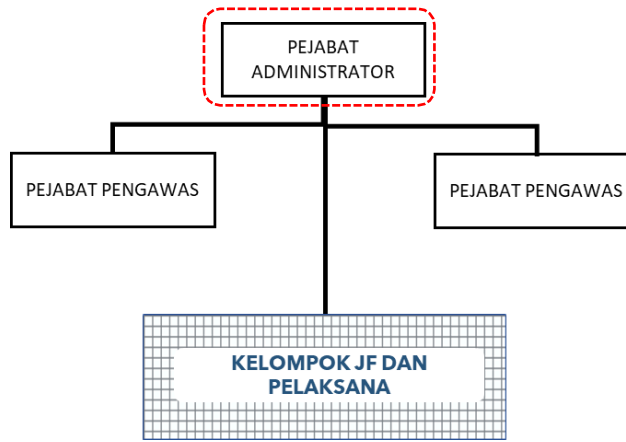 PEJABAT
ADMINISTRATOR
PEJABAT PENGAWAS
PEJABAT PENGAWAS
KELOMPOK JF DAN
PELAKSANA